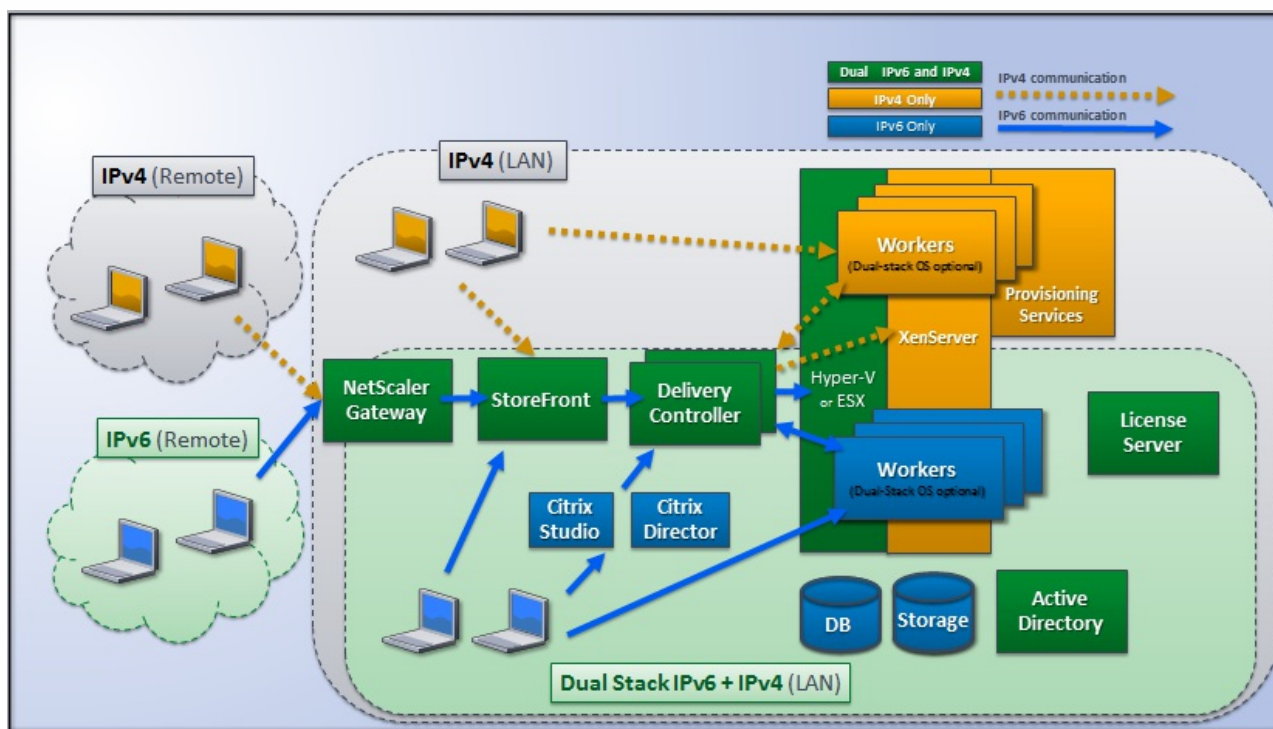 Dual IPv6 and IPv4
IPv4 communication
IPv4 Only
IPv6 communication
IPv6 Only
IPv4 (Remote)
IPv4 (LAN)
Workers
(Dual-stack OS optional)
Provisioning
Services
XenServer
NetScaler
Gateway
StoreFront
Delivery
Controller
Hyper-V
or ESX
License
Server
IPv6 (Remote)
Workers
(Dual-Stack OS optional)
Citrix
Studio
Citrix
Director
DB
Storage
Active
Directory
Dual Stack IPv6 + IPv4 (LAN)